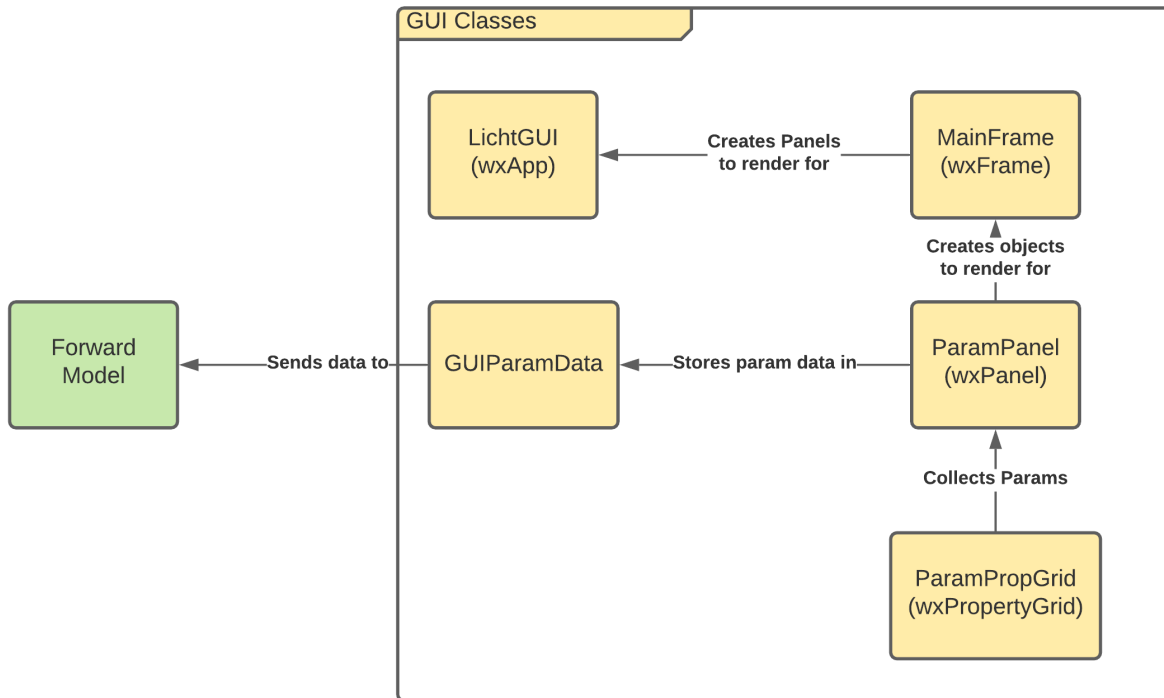 GUI Classes
LichtGUI
(wxApp)
Creates Panels
to render for
MainFrame
(wxFrame)
Creates objects
to render for
Forward
Model
Sends data to
GUIParamData
Stores param data in
ParamPanel
(wxPanel)
Collects Params
ParamPropGrid
(wxPropertyGrid)